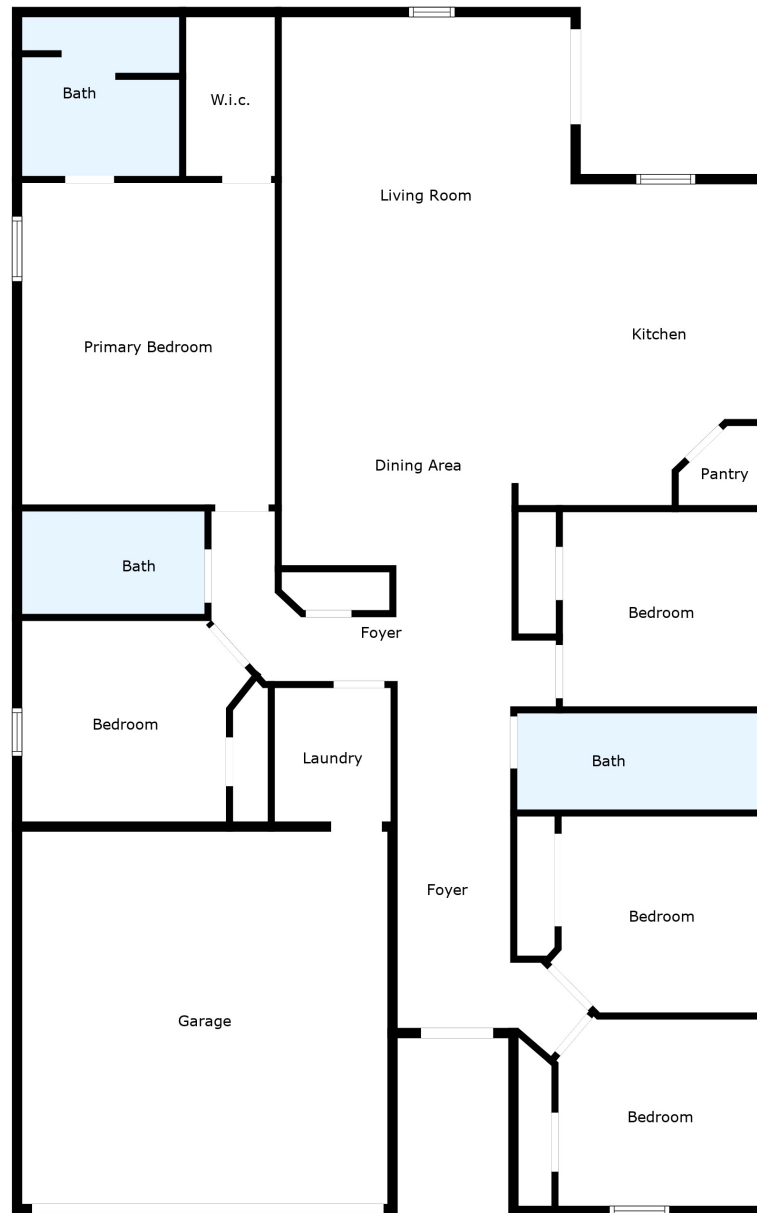 Bath
W.i.c.
Living Room
Kitchen
Primary Bedroom
Dining Area
Pantry
Bath
Bedroom
Foyer
Bedroom
Laundry
Bath
Foyer
Bedroom
Garage
Bedroom